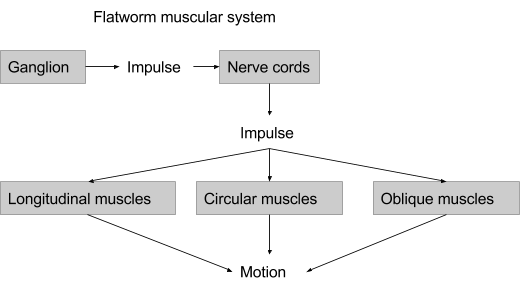 Flatworm muscular system
Ganglion
Impulse
Nerve cords
Impulse
Longitudinal muscles
Circular muscles
Oblique muscles
Motion